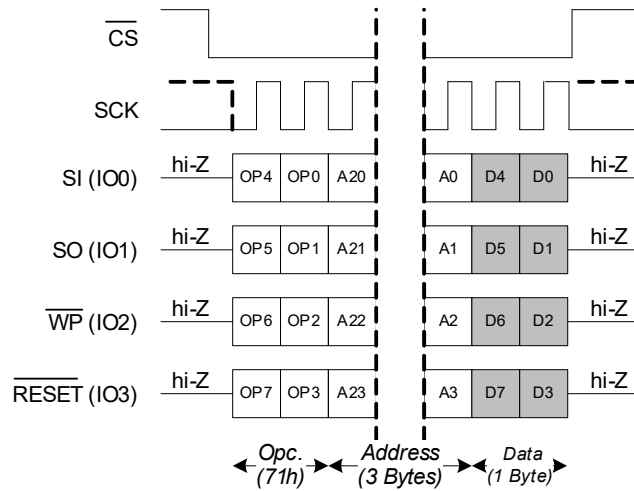 CS
SCK
SI (IO0) hi-Z OP4 OP0 A20 A0 D4 D0 hi-Z
SO (IO1) hi-Z OP5 OP1 A21 A1 D5 D1 hi-Z
WP (IO2) hi-Z OP6 OP2 A22 A2 D6 D2 hi-Z
RESET (IO3) hi-Z OP7 OP3 A23 A3 D7 D3 hi-Z
Opc. Address Data
(71h) (3 Bytes) (1 Byte)